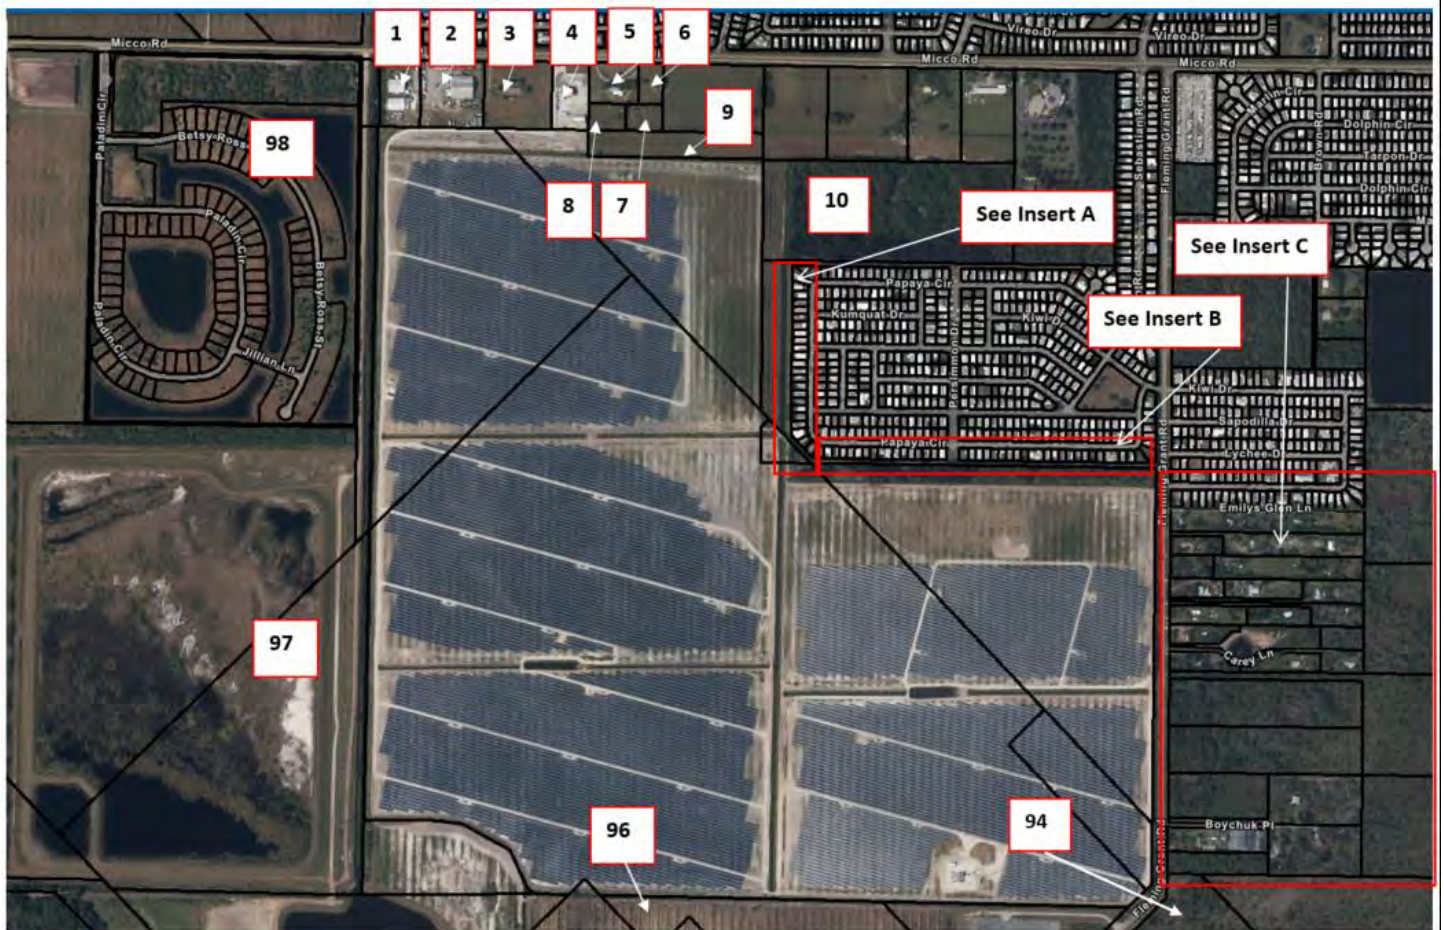 Vireo Dr
Vireo Dr
Micco Rd
Micco Rd
Micco Rd
1
2
3
4
5
6
9
8
7
10
98
97
96
94
See Insert A
See Insert B
See Insert C
Paladin Cir
Paladin Cir
Paladin Cir
Betsy Ross
Betsy Ross St
Jillian Ln
Sebastian Rd
Fleming Grant Rd
Marlin Cir
Brown Rd
Dolphin Cir
Tarpon Dr
Dolphin Cir
Ma
Papaya Cir
Kumquat Dr
Persimmon Dr
Kiwi D
Papaya Cir
Kiwi Dr
Sapodilla Dr
Lychee Dr
Fleming Grant Rd
Emilys Glen Ln
Carey Ln
Boychuk Pl
Fleming Grant Rd
Fleming Grant Rd